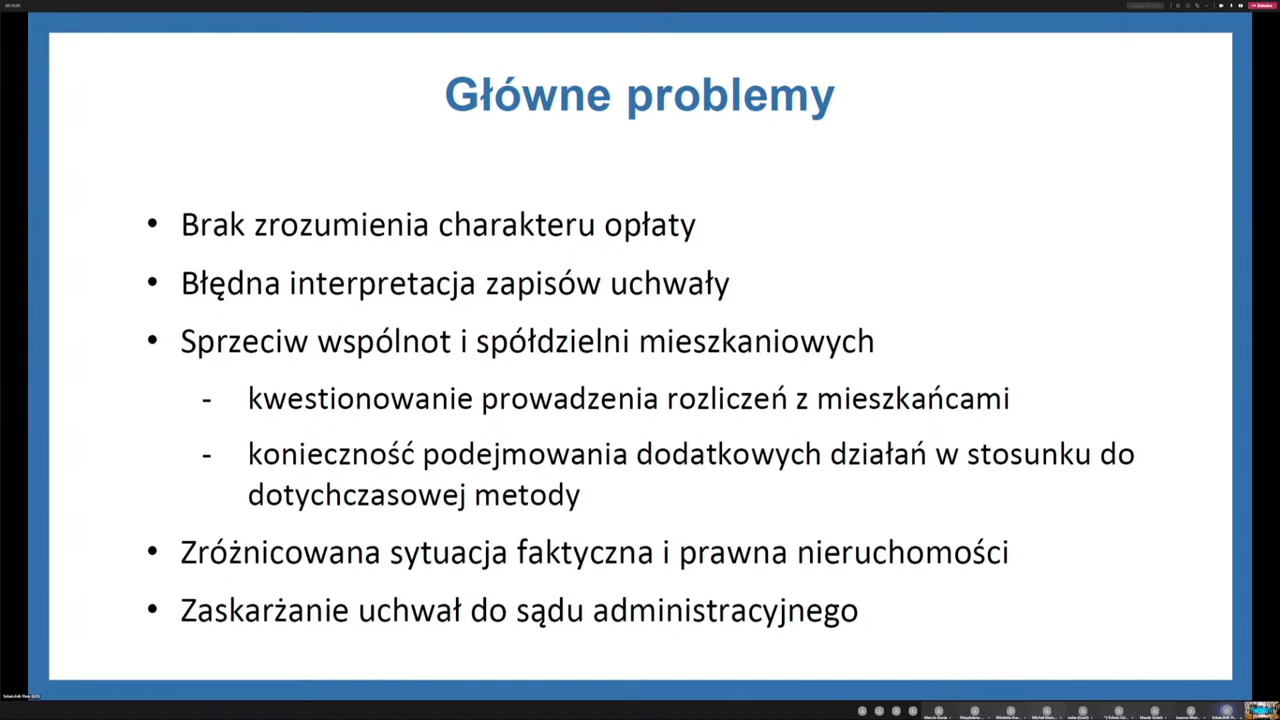 Główne problemy
• Brak zrozumienia charakteru opłaty
• Błędna interpretacja zapisów uchwały
• Sprzeciw wspólnot i spółdzielni mieszkaniowych
- kwestionowanie prowadzenia rozliczeń z mieszkańcami
- konieczność podejmowania dodatkowych działań w stosunku do
dotychczasowej metody
• Zróżnicowana sytuacja faktyczna i prawna nieruchomości
• Zaskarżanie uchwał do sądu administracyjnego